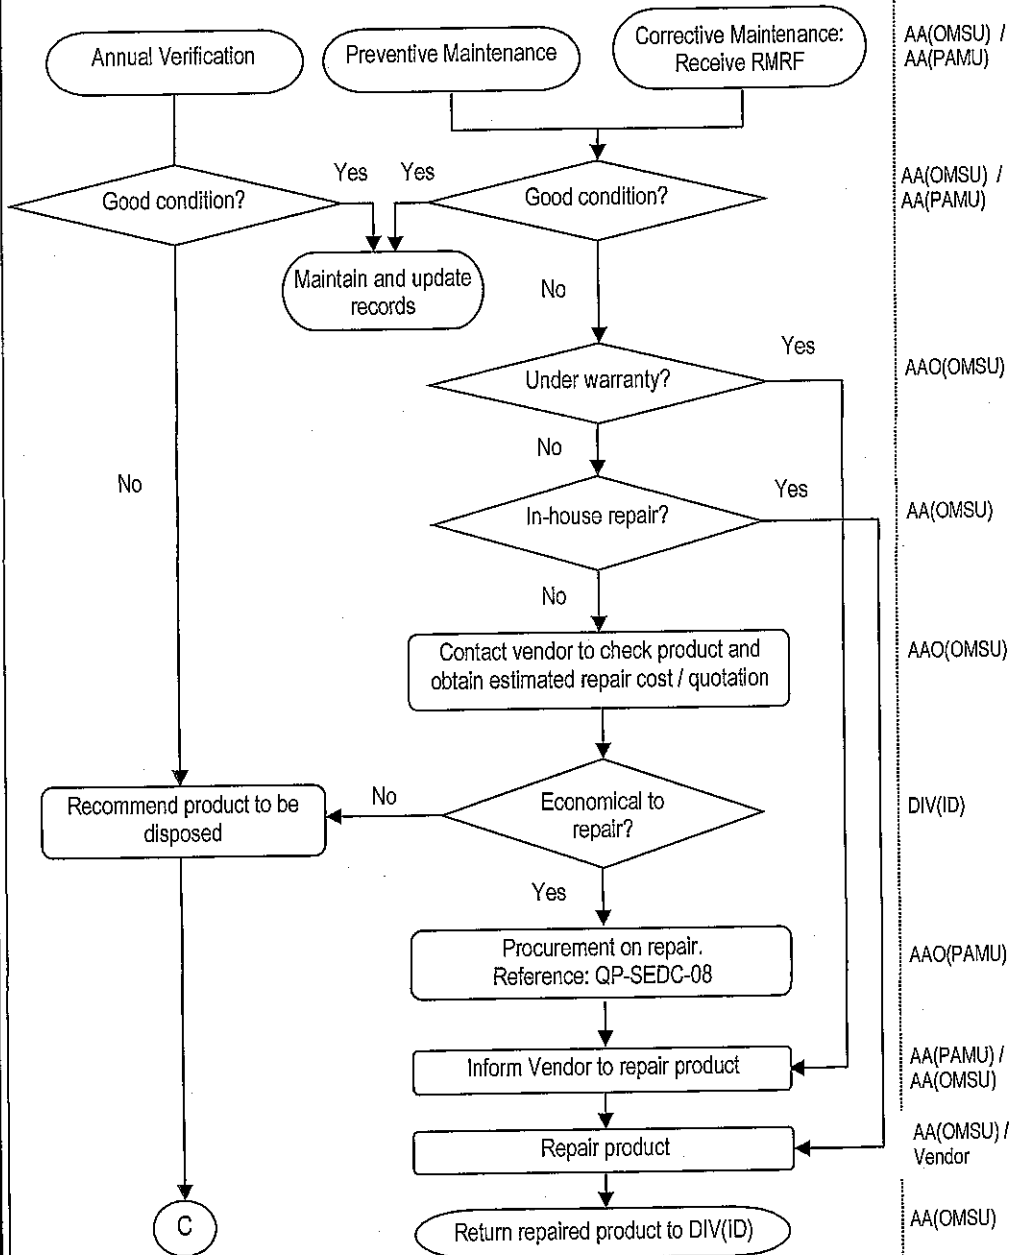 Annual Verification
Preventive Maintenance
Corrective Maintenance:
Receive RMRF
AA(OMSU) /
AA(PAMU)
Good condition?
Yes
Yes
Good condition?
AA(OMSU) /
AA(PAMU)
Maintain and update
records
No
Under warranty?
Yes
AAO(OMSU)
No
No
In-house repair?
Yes
AA(OMSU)
No
Contact vendor to check product and
obtain estimated repair cost / quotation
AAO(OMSU)
Recommend product to be
disposed
No
Economical to
repair?
DIV(ID)
Yes
Procurement on repair.
Reference: QP-SEDC-08
AAO(PAMU)
Inform Vendor to repair product
AA(PAMU) /
AA(OMSU)
Repair product
AA(OMSU) /
Vendor
C
Return repaired product to DIV(ID)
AA(OMSU)